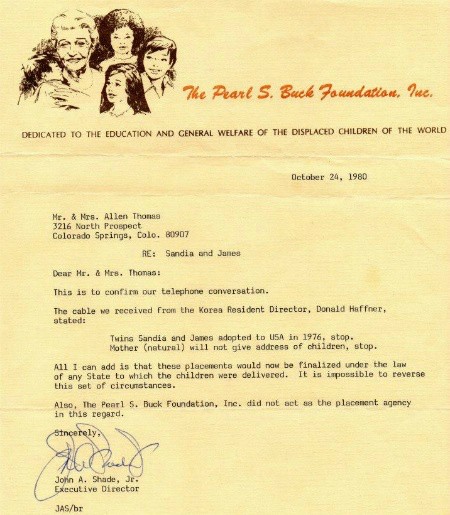 The Pearl S. Buck Foundation, Inc.
DEDICATED TO THE EDUCATION AND GENERAL WELFARE OF THE DISPLACED CHILDREN OF THE WORLD
October 24, 1980
Mr. & Mrs. Allen Thomas
3216 North Prospect
Colorado Springs, Colo. 80907
RE: Sandia and James
Dear Mr. & Mrs. Thomas:
This is to confirm our telephone conversation.
The cable we received from the Korea Resident Director, Donald Haffner,
stated:
Twins Sandia and James adopted to USA in 1976, stop.
Mother (natural) will not give address of children, stop.
All I can add is that these placements would now be finalized under the law
of any State to which the children were delivered. It is impossible to reverse
this set of circumstances.
Also, The Pearl S. Buck Foundation, Inc. did not act as the placement agency
in this regard.
Sincerely,
John A. Shade, Jr.
Executive Director
JAS/br